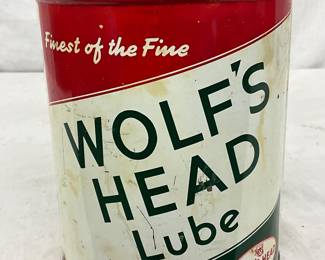 Finest of the Fine
WOLF'S
HEAD
Lube